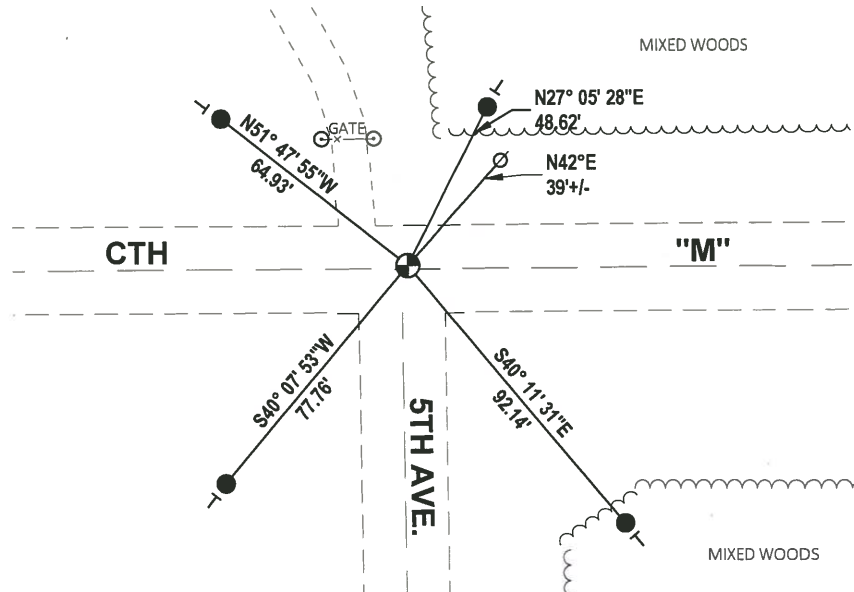 MIXED WOODS
N27° 05' 28"E
48.62'
N51° 47' 55"W
64.93'
GATE
N42°E
39'+/-
CTH
"M"
S40° 07' 53"W
77.76'
S40° 11' 31"E
92.14'
5TH AVE.
MIXED WOODS